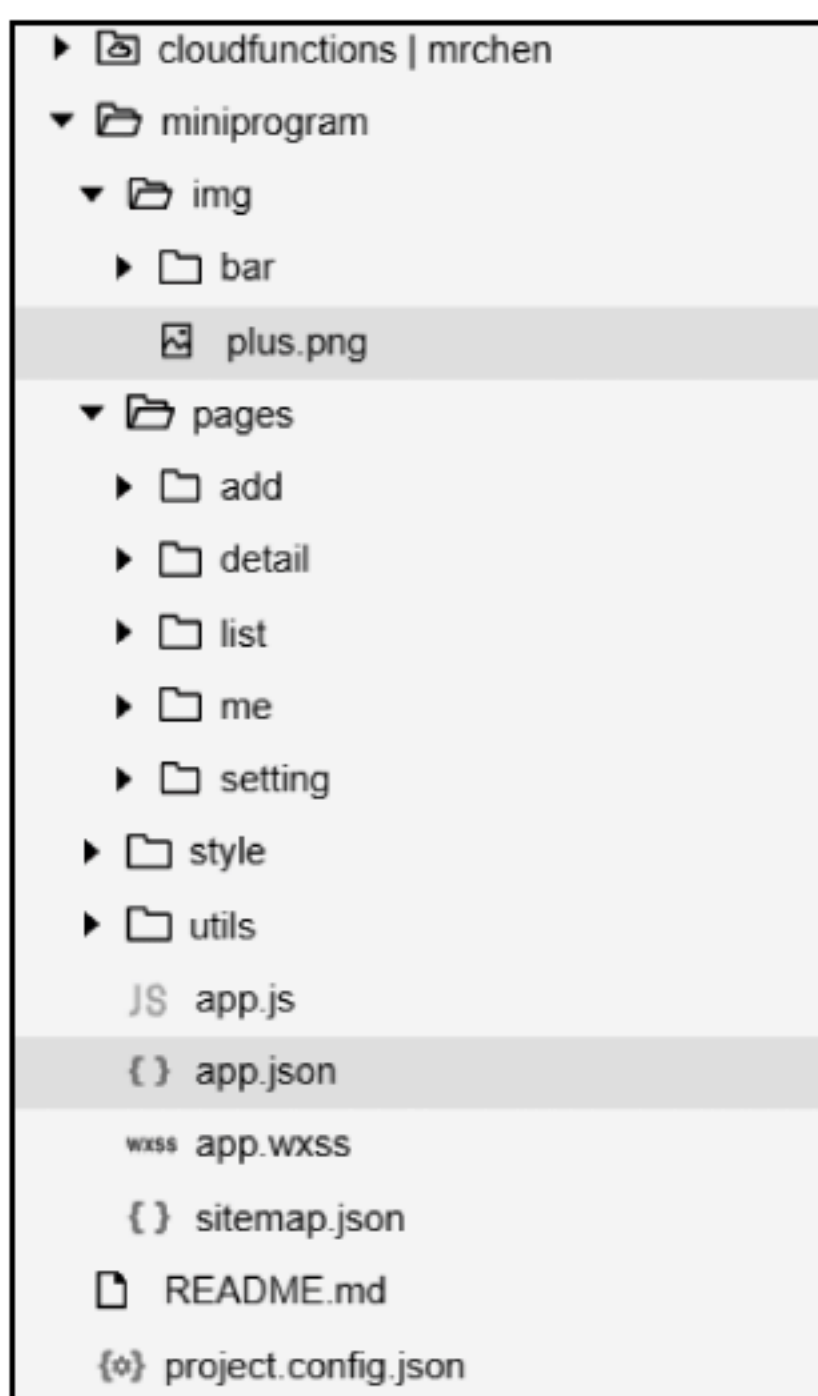 cloudfunctions | mrchen
miniprogram
img
bar
plus.png
pages
add
detail
list
me
setting
style
utils
JS app.js
{ } app.json
wxss app.wxss
{ } sitemap.json
README.md
project.config.json